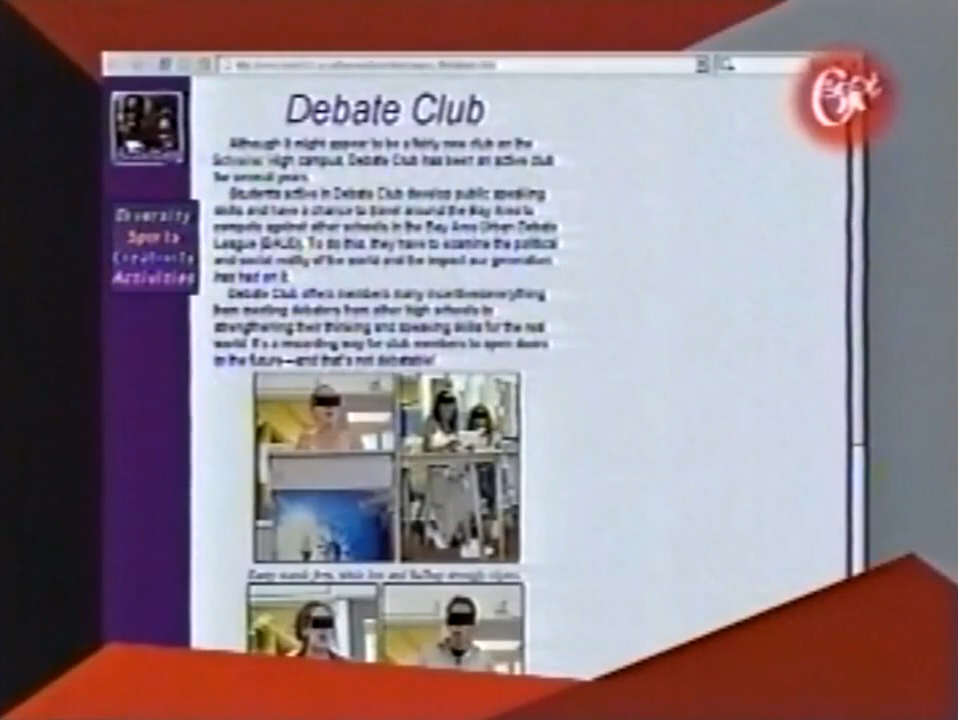 Debate Club
Although it might appear to be a fairly new club on the
High campus, Debate Club has been an active club
for several years.
Students active in Debate Club develop public speaking
skills and have a chance to travel around the Bay Area to
compete against other schools in the Bay Area Urban Debate
League (BAUD). To do this, they have to examine the political
and social reality of the world and the impact our generation
has had on it.
Debate Club offers members many incentives everything
from meeting debaters from other high schools to
strengthening their thinking and speaking skills for the real
world. It's a rewarding way for club members to open doors
to the future—and that's not debatable!
Diversity
Sports
Creativity
Activities